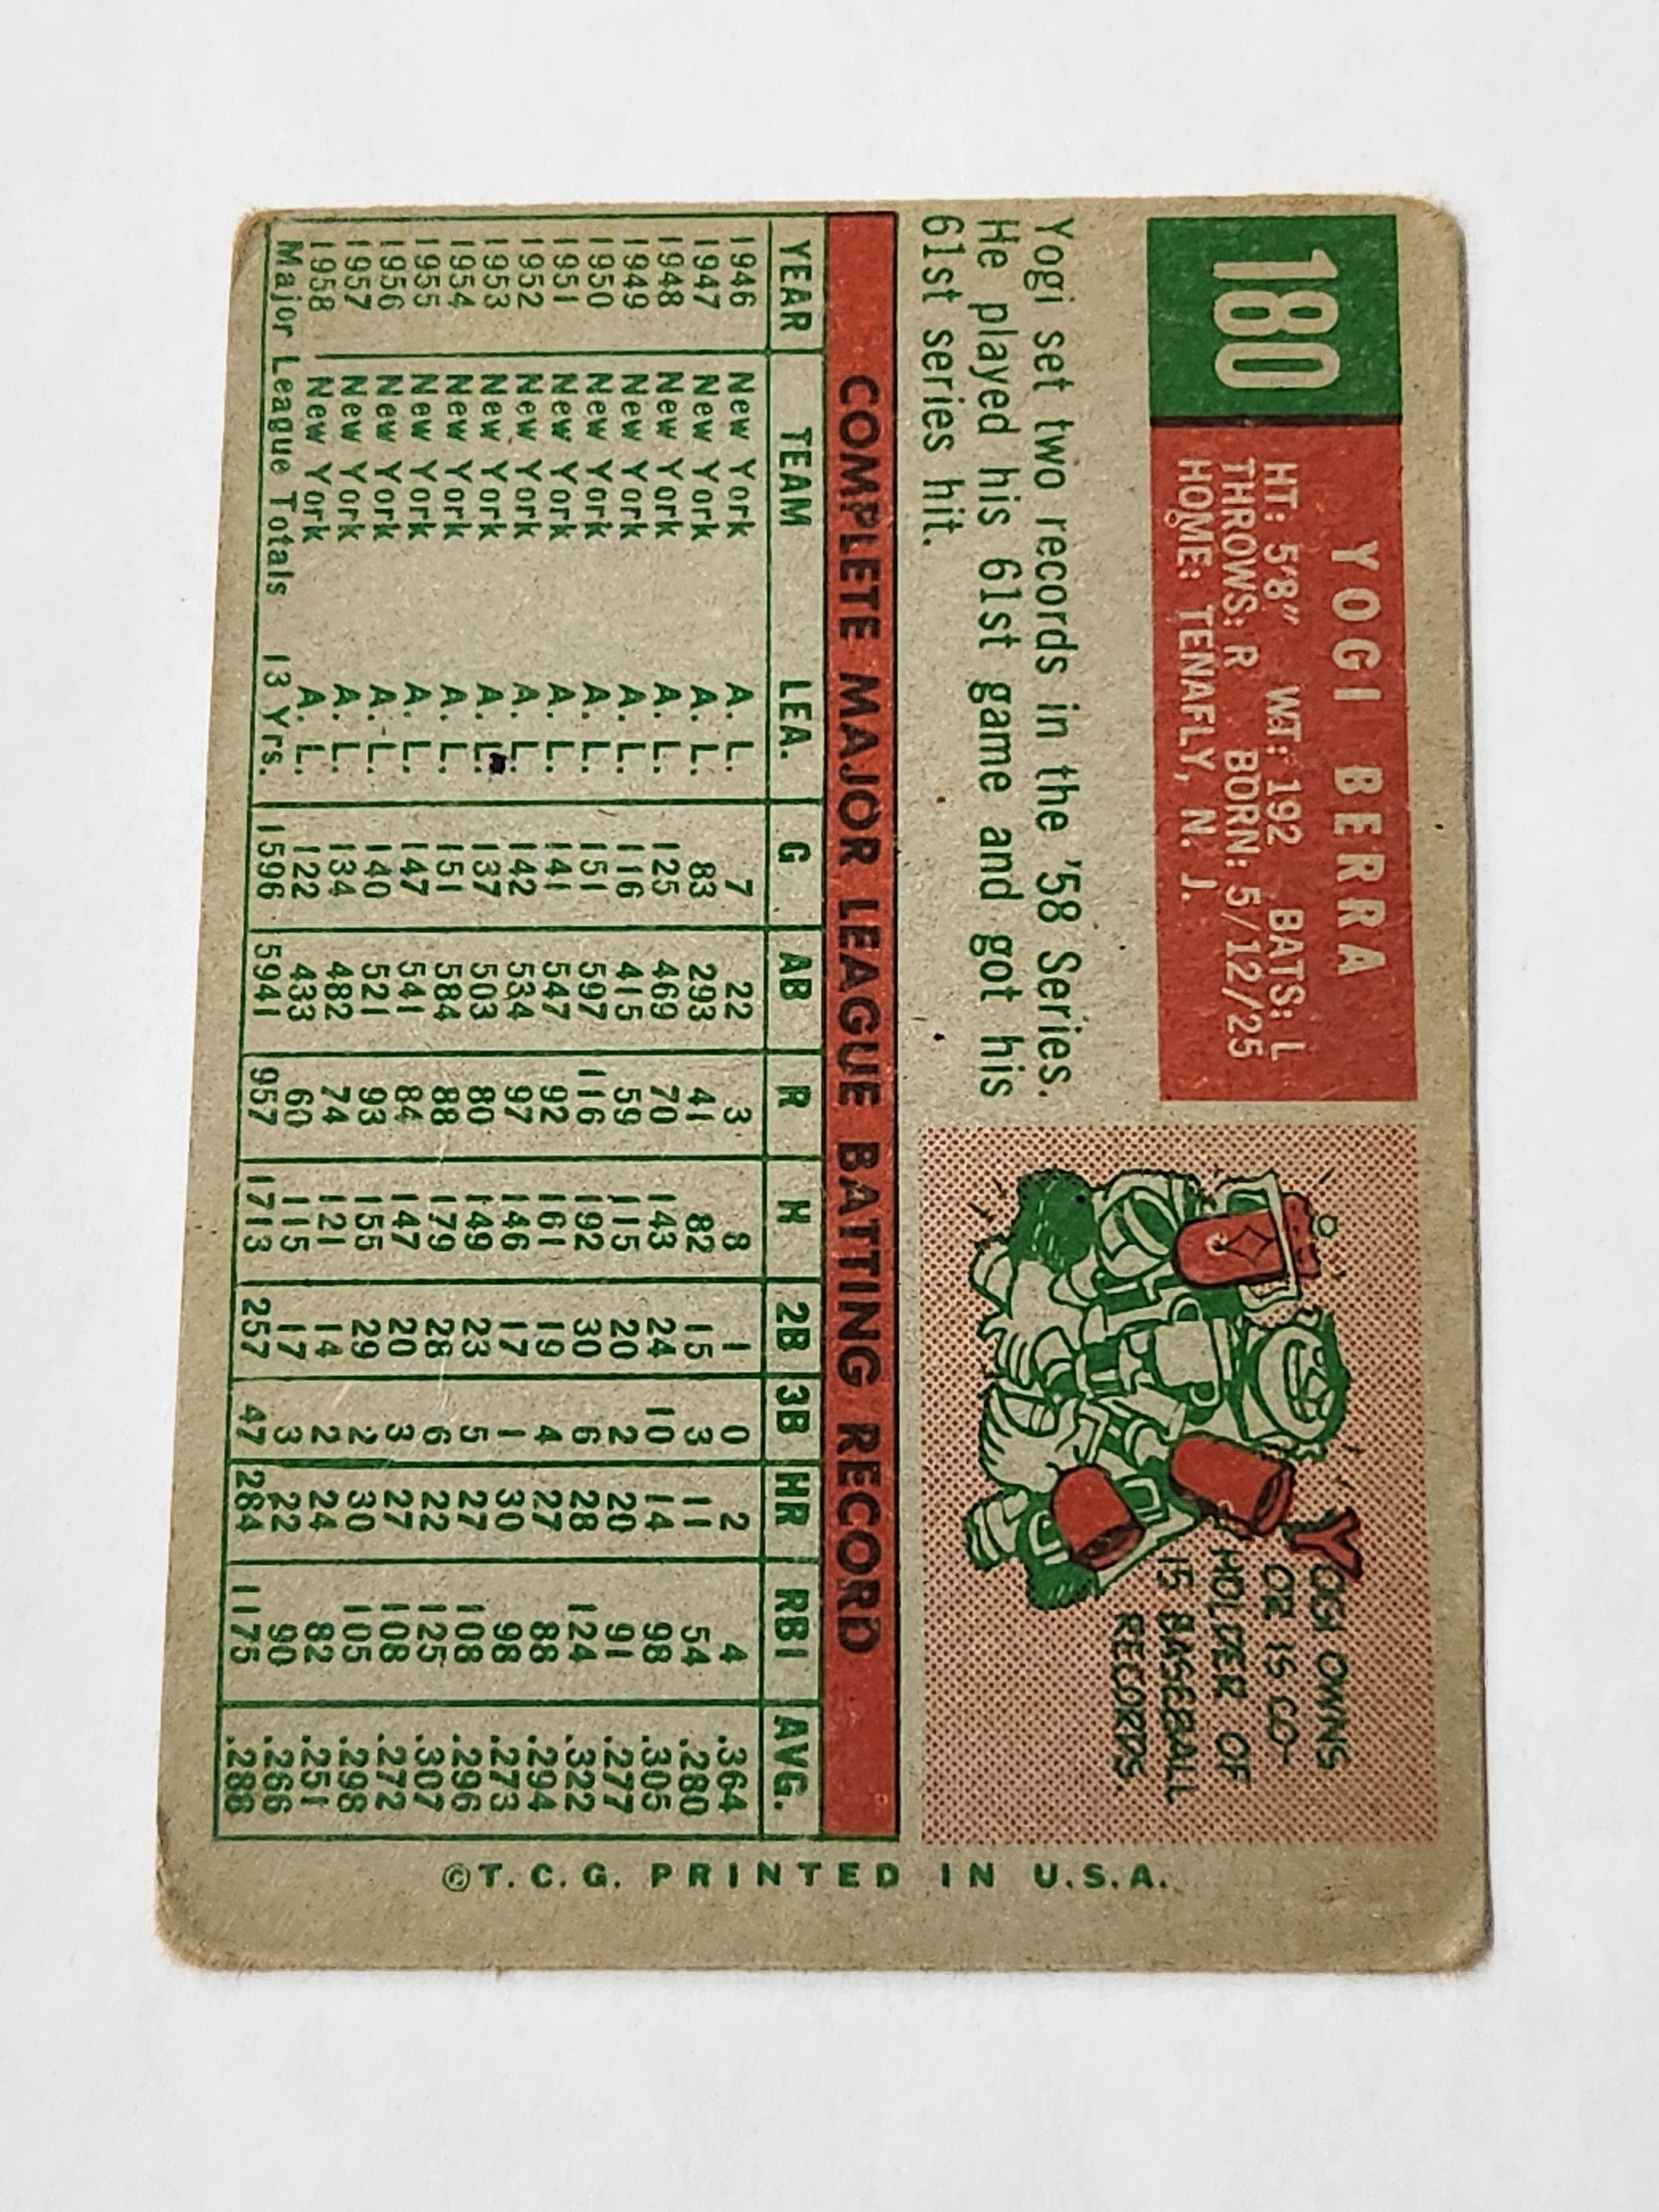 180
YOGI BERRA
HT: 5'8" WT: 192 BATS: L
THROWS: R BORN: 5/12/25
HOME: TENAFLY, N. J.
Yogi set two records in the '58 Series.
He played his 61st game and got his
61st series hit.
YOGI OWNS
OR IS CO-
HOLDER OF
15 BASEBALL
RECORDS.
COMPLETE MAJOR LEAGUE BATTING RECORD
YEAR TEAM LEA. G AB R H 2B 3B HR RBI AVG.
1946 New York A. L. 7 22 3 8 1 0 2 4 .364
1947 New York A. L. 83 293 41 82 15 3 11 54 .280
1948 New York A. L. 125 469 70 143 24 10 14 98 .305
1949 New York A. L. 116 415 59 115 20 2 20 91 .277
1950 New York A. L. 151 597 116 192 30 6 28 124 .322
1951 New York A. L. 141 547 92 161 19 4 27 88 .294
1952 New York A. L. 142 534 97 146 17 1 30 98 .273
1953 New York A. L. 137 503 80 149 23 5 27 108 .296
1954 New York A. L. 151 584 88 179 28 6 22 125 .307
1955 New York A. L. 147 541 84 147 20 3 27 108 .272
1956 New York A. L. 140 521 93 155 29 2 30 105 .298
1957 New York A. L. 134 482 74 121 14 2 24 82 .251
1958 New York A. L. 122 433 60 115 17 3 22 90 .266
Major League Totals 13 Yrs. 1596 5941 957 1713 257 47 284 1175 .288
©T.C.G. PRINTED IN U.S.A.